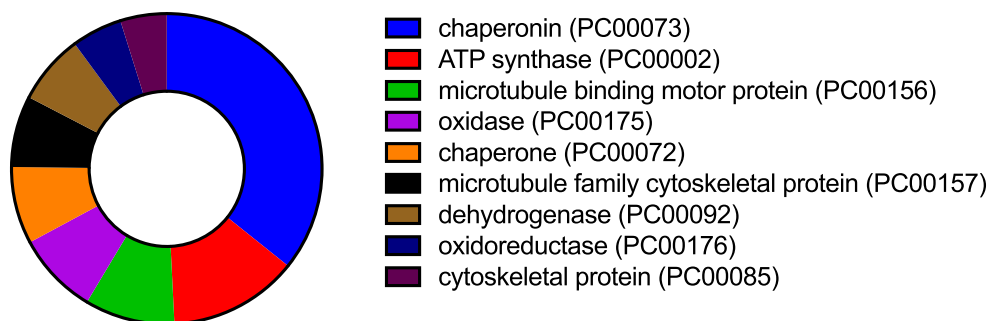 chaperonin (PC00073)
ATP synthase (PC00002)
microtubule binding motor protein (PC00156)
oxidase (PC00175)
chaperone (PC00072)
microtubule family cytoskeletal protein (PC00157)
dehydrogenase (PC00092)
oxidoreductase (PC00176)
cytoskeletal protein (PC00085)